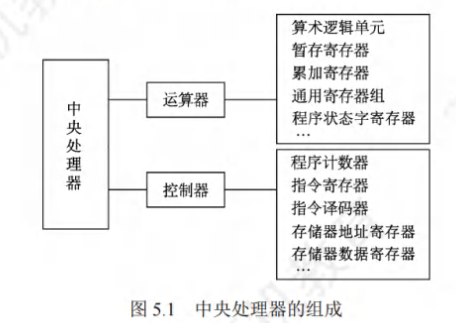 中央处理器
运算器
算术逻辑单元
暂存寄存器
累加寄存器
通用寄存器组
程序状态字寄存器
…
控制器
程序计数器
指令寄存器
指令译码器
存储器地址寄存器
存储器数据寄存器
…
图 5.1 中央处理器的组成